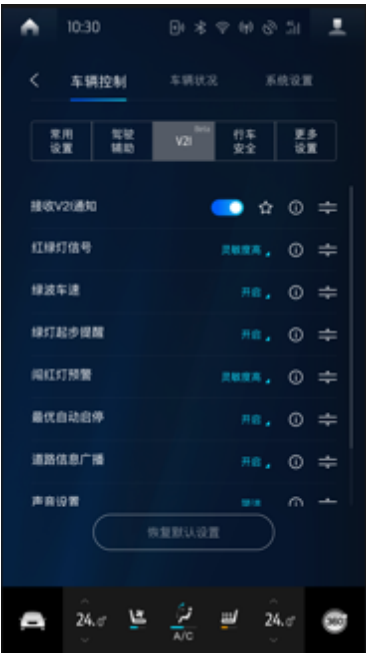 10:30
车辆控制 车辆状况 系统设置
常用 驾驶 Beta 行车 更多
设置 辅助 V2I 安全 设置
接收V2I通知
红绿灯信号 灵敏度高
绿波车速 开启
绿灯起步提醒 开启
闯红灯预警 灵敏度高
最优自动启停 开启
道路信息广播 开启
声音设置
恢复默认设置
24. 24.
A/C 360°